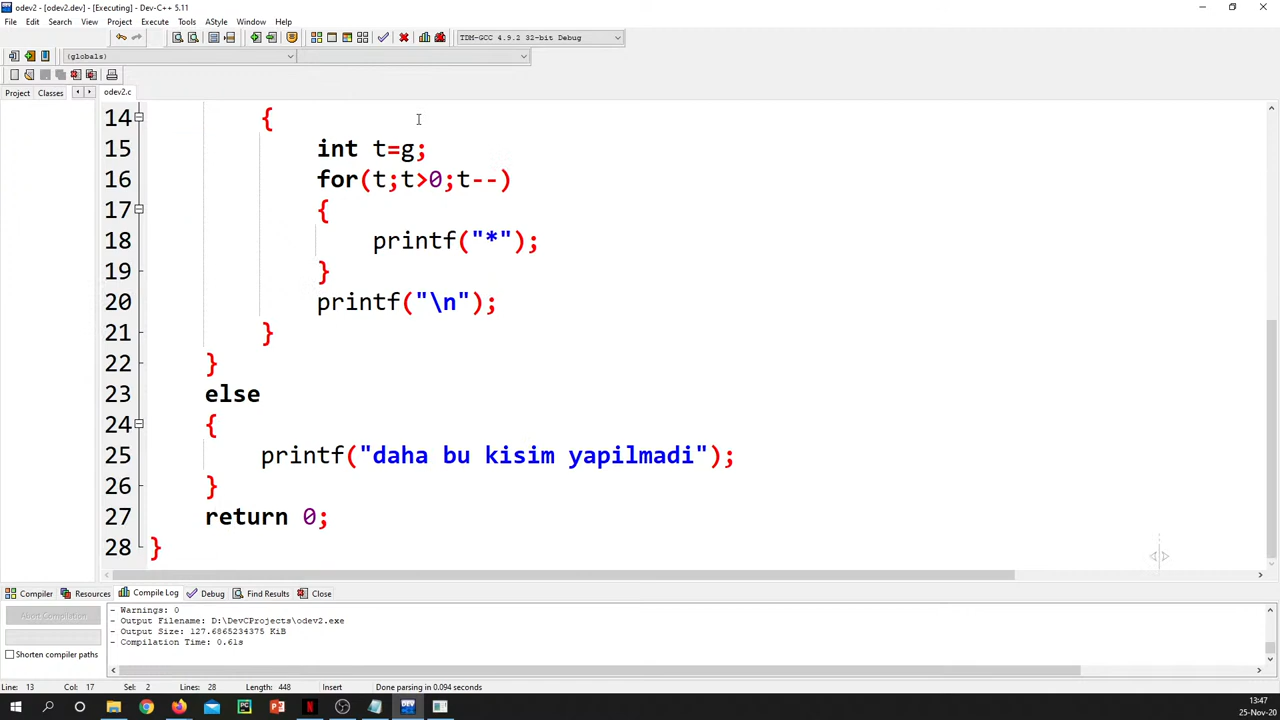 odev2 - [odev2.dev] - [Executing] - Dev-C++ 5.11
File Edit Search View Project Execute Tools AStyle Window Help
TDM-GCC 4.9.2 32-bit Debug
(globals)
Project Classes odev2.c
14 {
15 int t=g;
16 for(t;t>0;t--)
17 {
18 printf("*");
19 }
20 printf("\n");
21 }
22 }
23 else
24 {
25 printf("daha bu kisim yapilmadi");
26 }
27 return 0;
28 }
Compiler Resources Compile Log Debug Find Results Close
Abort Compilation
Shorten compiler paths
- Warnings: 0
- Output Filename: D:\DevCProjects\odev2.exe
- Output Size: 127.6865234375 KiB
- Compilation Time: 0.61s
Line: 13 Col: 17 Sel: 2 Lines: 28 Length: 448 Insert Done parsing in 0.094 seconds
13:47
25-Nov-20